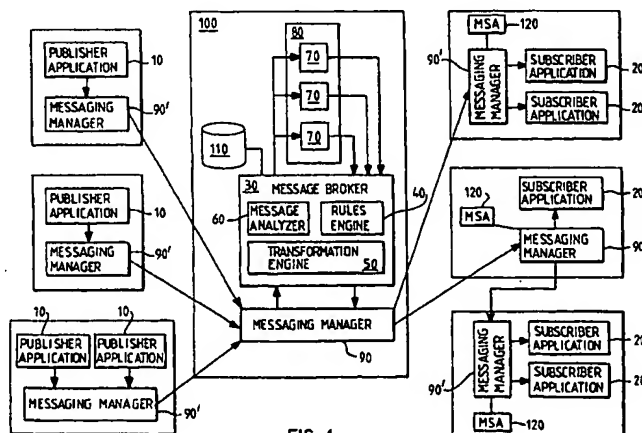 PUBLISHER
APPLICATION
10
MESSAGING
MANAGER
90'
PUBLISHER
APPLICATION
10
MESSAGING
MANAGER
90'
10
10
PUBLISHER
APPLICATION
PUBLISHER
APPLICATION
MESSAGING MANAGER
90'
100
80
70
70
70
110
30
MESSAGE BROKER
60
MESSAGE
ANALYZER
RULES
ENGINE
40
TRANSFORMATION
ENGINE
50
MESSAGING MANAGER
90
MSA
120
90'
MESSAGING
MANAGER
SUBSCRIBER
APPLICATION
20
SUBSCRIBER
APPLICATION
20
120
MSA
SUBSCRIBER
APPLICATION
20
MESSAGING
MANAGER
90
90'
MESSAGING
MANAGER
SUBSCRIBER
APPLICATION
20
SUBSCRIBER
APPLICATION
20
MSA
120